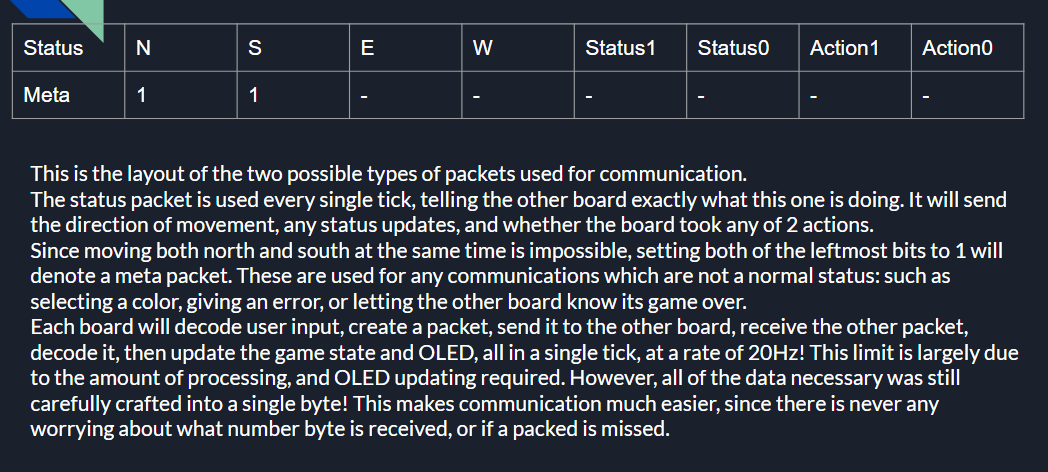 Status N S E W Status1 Status0 Action1 Action0
Meta 1 1 - - - - - -
This is the layout of the two possible types of packets used for communication.
The status packet is used every single tick, telling the other board exactly what this one is doing. It will send
the direction of movement, any status updates, and whether the board took any of 2 actions.
Since moving both north and south at the same time is impossible, setting both of the leftmost bits to 1 will
denote a meta packet. These are used for any communications which are not a normal status: such as
selecting a color, giving an error, or letting the other board know its game over.
Each board will decode user input, create a packet, send it to the other board, receive the other packet,
decode it, then update the game state and OLED, all in a single tick, at a rate of 20Hz! This limit is largely due
to the amount of processing, and OLED updating required. However, all of the data necessary was still
carefully crafted into a single byte! This makes communication much easier, since there is never any
worrying about what number byte is received, or if a packed is missed.